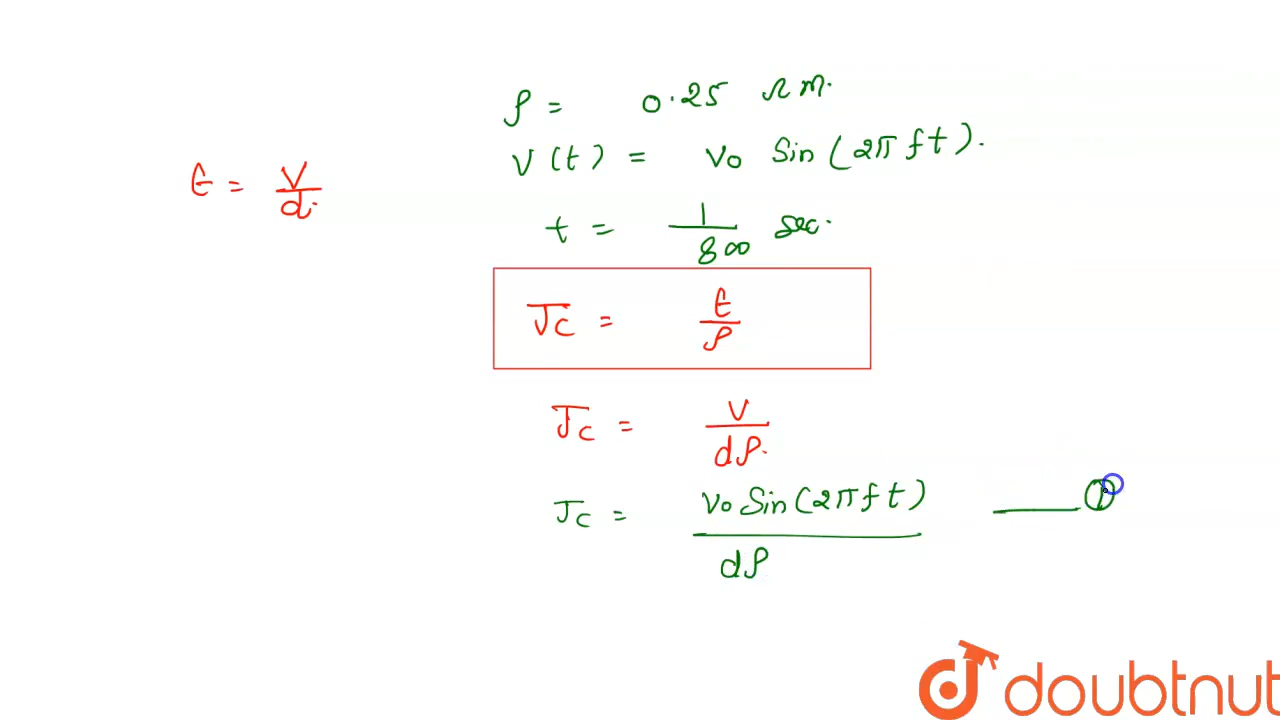 ρ = 0.25 Ω m.
V(t) = V0 Sin(2π f t).
E = V/d.
t = 1/800 sec.
Jc = E/ρ
Jc = V/dρ.
Jc = V0 Sin(2π f t)/dρ ——— ①
doubtnut